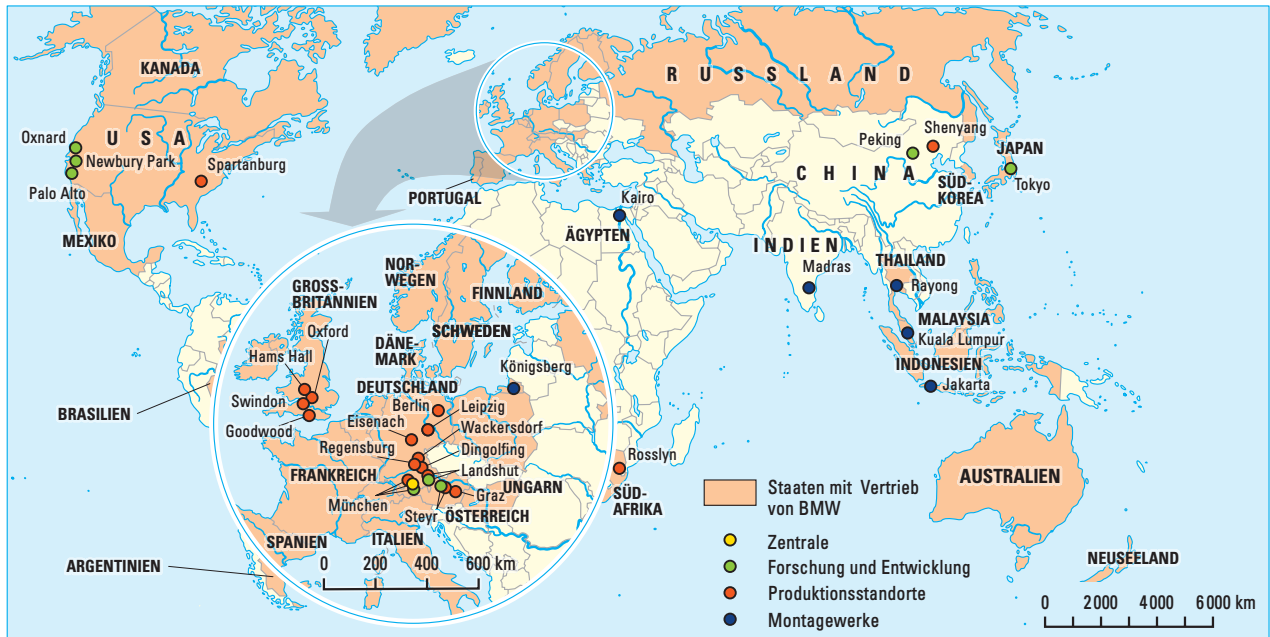 KANADA
USA
Oxnard
Newbury Park
Palo Alto
Spartanburg
MEXIKO
BRASILIEN
ARGENTINIEN
PORTUGAL
RUSSLAND
Peking
Shenyang
CHINA
JAPAN
Tokyo
SÜD-
KOREA
Kairo
ÄGYPTEN
INDIEN
Madras
THAILAND
Rayong
MALAYSIA
Kuala Lumpur
INDONESIEN
Jakarta
Rosslyn
SÜD-
AFRIKA
AUSTRALIEN
NEUSEELAND
NOR-
WEGEN
FINNLAND
SCHWEDEN
GROSS-
BRITANNIEN
Oxford
Hams Hall
Swindon
Goodwood
DÄNE-
MARK
Königsberg
DEUTSCHLAND
Berlin
Leipzig
Eisenach
Wackersdorf
Regensburg
Dingolfing
Landshut
FRANKREICH
München
UNGARN
Graz
Steyr
ÖSTERREICH
SPANIEN
ITALIEN
0 200 400 600 km
Staaten mit Vertrieb
von BMW
Zentrale
Forschung und Entwicklung
Produktionsstandorte
Montagewerke
0 2000 4000 6000 km